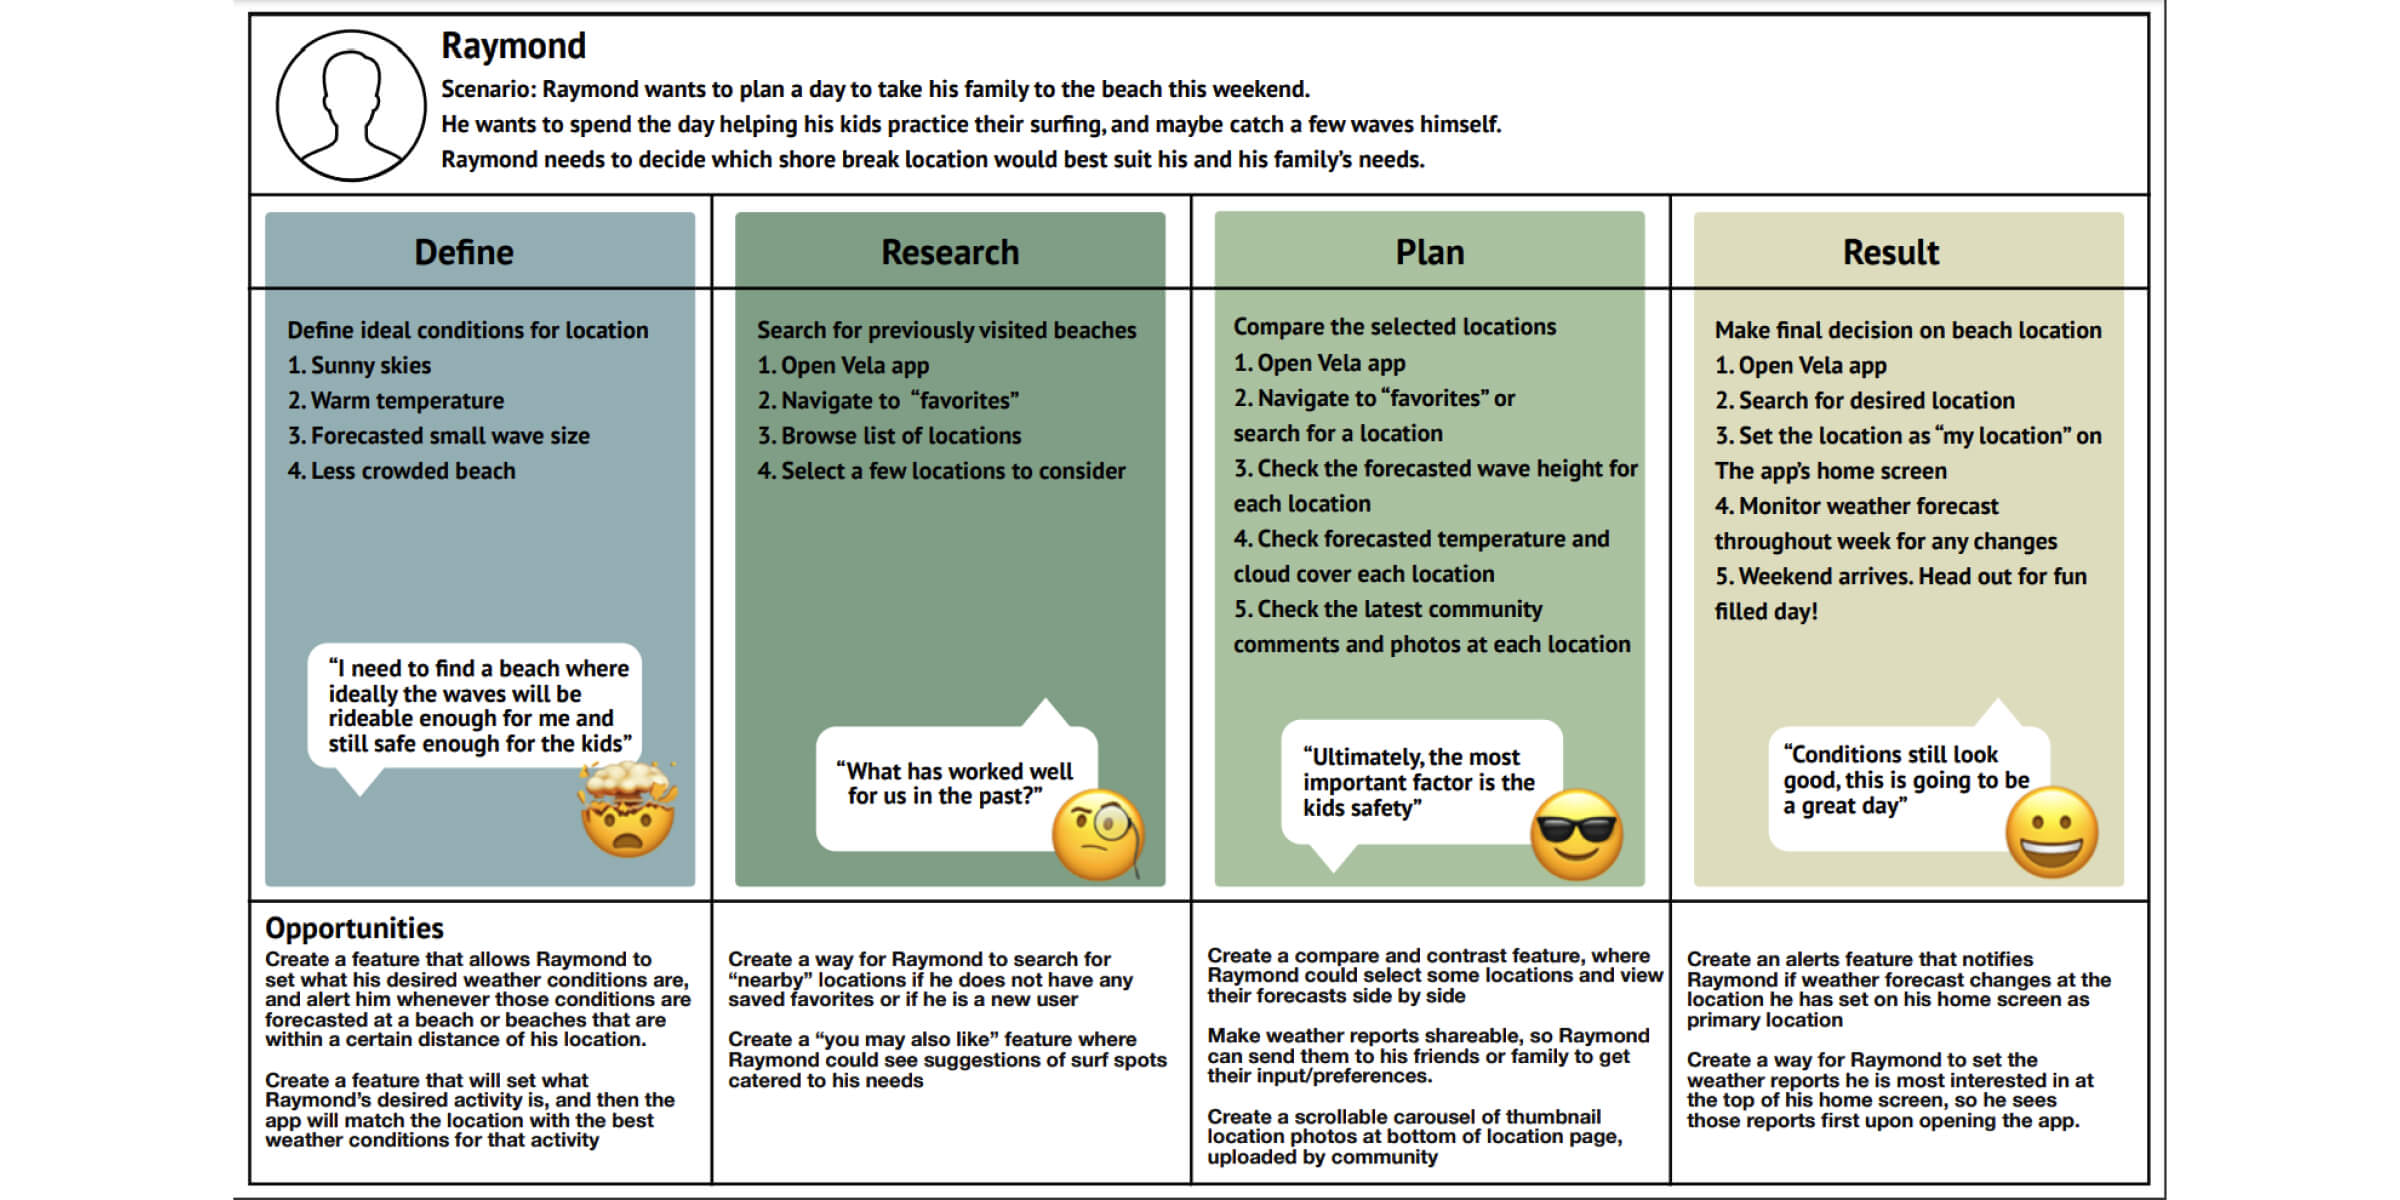 Raymond
Scenario: Raymond wants to plan a day to take his family to the beach this weekend.
He wants to spend the day helping his kids practice their surfing, and maybe catch a few waves himself.
Raymond needs to decide which shore break location would best suit his and his family's needs.
Define
Define ideal conditions for location
1. Sunny skies
2. Warm temperature
3. Forecasted small wave size
4. Less crowded beach
“I need to find a beach where
ideally the waves will be
rideable enough for me and
still safe enough for the kids”
Research
Search for previously visited beaches
1. Open Vela app
2. Navigate to “favorites”
3. Browse list of locations
4. Select a few locations to consider
“What has worked well
for us in the past?”
Plan
Compare the selected locations
1. Open Vela app
2. Navigate to “favorites” or
search for a location
3. Check the forecasted wave height for
each location
4. Check forecasted temperature and
cloud cover each location
5. Check the latest community
comments and photos at each location
“Ultimately, the most
important factor is the
kids safety”
Result
Make final decision on beach location
1. Open Vela app
2. Search for desired location
3. Set the location as “my location” on
The app's home screen
4. Monitor weather forecast
throughout week for any changes
5. Weekend arrives. Head out for fun
filled day!
“Conditions still look
good, this is going to be
a great day”
Opportunities
Create a feature that allows Raymond to
set what his desired weather conditions are,
and alert him whenever those conditions are
forecasted at a beach or beaches that are
within a certain distance of his location.
Create a feature that will set what
Raymond's desired activity is, and then the
app will match the location with the best
weather conditions for that activity
Create a way for Raymond to search for
“nearby” locations if he does not have any
saved favorites or if he is a new user
Create a “you may also like” feature where
Raymond could see suggestions of surf spots
catered to his needs
Create a compare and contrast feature, where
Raymond could select some locations and view
their forecasts side by side
Make weather reports shareable, so Raymond
can send them to his friends or family to get
their input/preferences.
Create a scrollable carousel of thumbnail
location photos at bottom of location page,
uploaded by community
Create an alerts feature that notifies
Raymond if weather forecast changes at the
location he has set on his home screen as
primary location
Create a way for Raymond to set the
weather reports he is most interested in at
the top of his home screen, so he sees
those reports first upon opening the app.